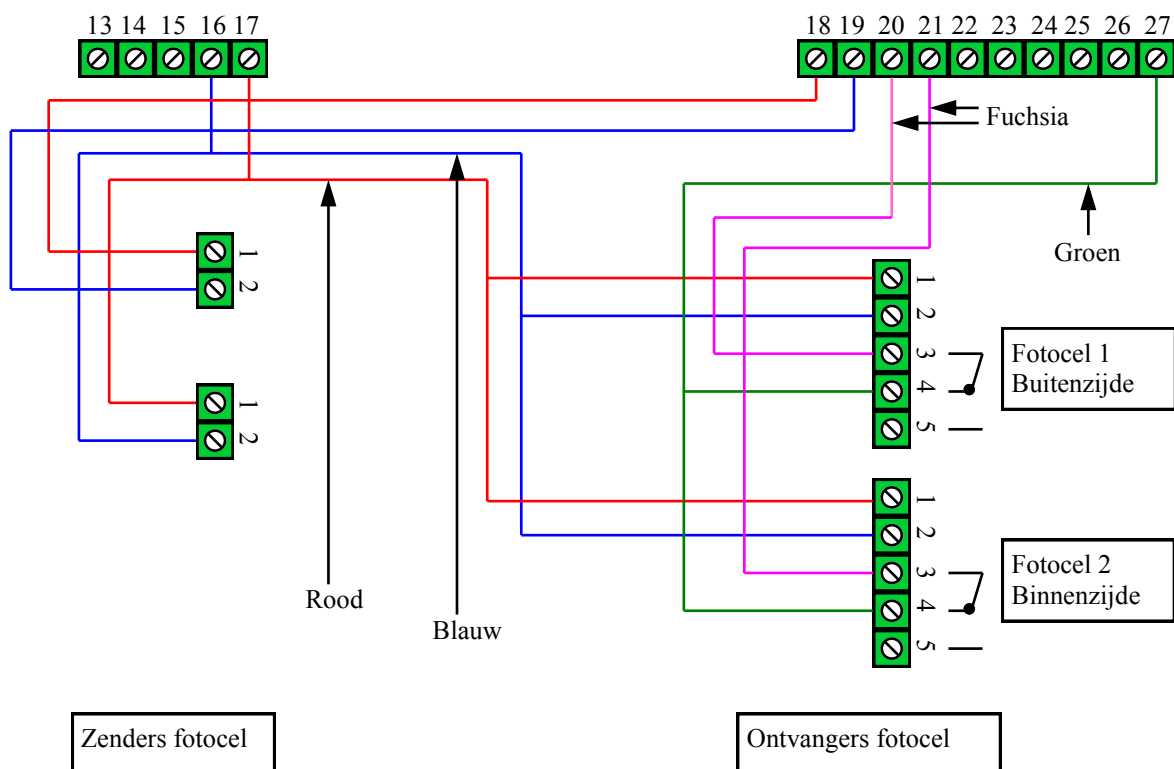 13 14 15 16 17
18 19 20 21 22 23 24 25 26 27
Fuchsia
Groen
1
2
1
2
3
4
5
Fotocel 1
Buitenzijde
1
2
1
2
3
4
5
Fotocel 2
Binnenzijde
Rood
Blauw
Zenders fotocel
Ontvangers fotocel